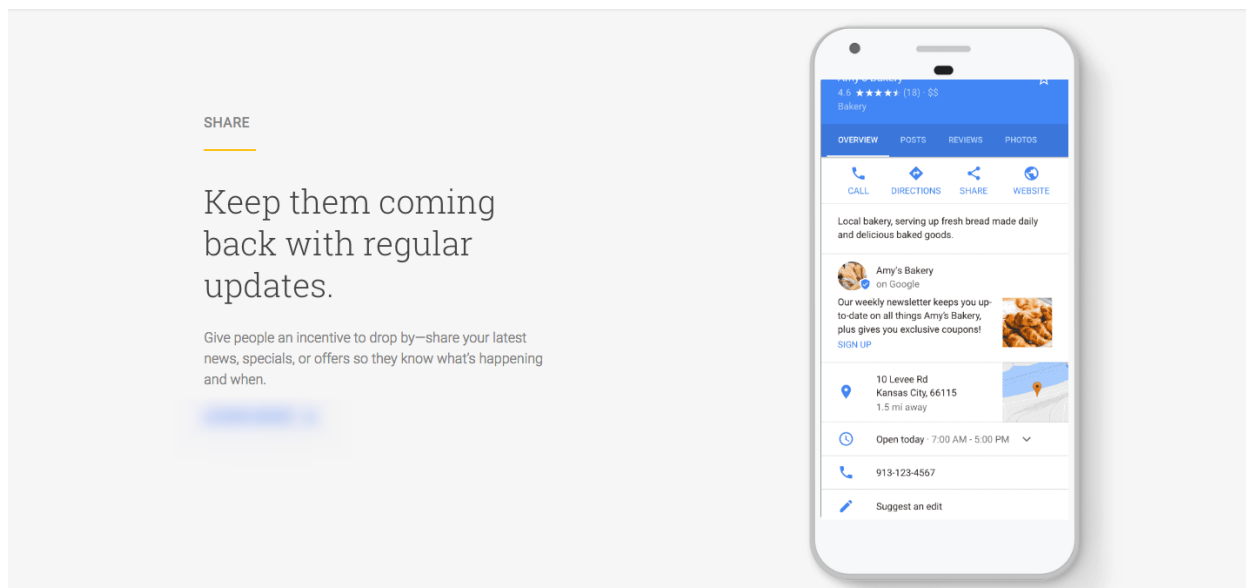 SHARE
Keep them coming
back with regular
updates.
Give people an incentive to drop by—share your latest
news, specials, or offers so they know what's happening
and when.
Amy's Bakery
4.6 ★★★★★ (18) · $$
Bakery
OVERVIEW POSTS REVIEWS PHOTOS
CALL DIRECTIONS SHARE WEBSITE
Local bakery, serving up fresh bread made daily
and delicious baked goods.
Amy's Bakery
on Google
Our weekly newsletter keeps you up-
to-date on all things Amy's Bakery,
plus gives you exclusive coupons!
SIGN UP
10 Levee Rd
Kansas City, 66115
1.5 mi away
Open today · 7:00 AM - 5:00 PM
913-123-4567
Suggest an edit